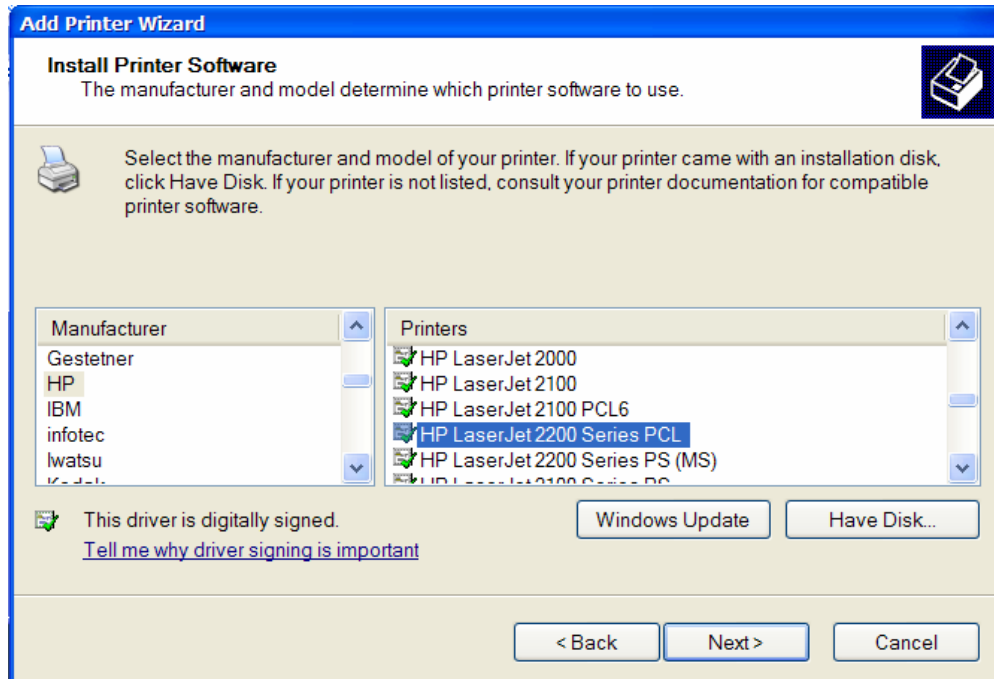 Add Printer Wizard
Install Printer Software
The manufacturer and model determine which printer software to use.
Select the manufacturer and model of your printer. If your printer came with an installation disk,
click Have Disk. If your printer is not listed, consult your printer documentation for compatible
printer software.
Manufacturer
Gestetner
HP
IBM
infotec
Iwatsu
Printers
HP LaserJet 2000
HP LaserJet 2100
HP LaserJet 2100 PCL6
HP LaserJet 2200 Series PCL
HP LaserJet 2200 Series PS (MS)
This driver is digitally signed.
Tell me why driver signing is important
Windows Update
Have Disk...
< Back
Next >
Cancel